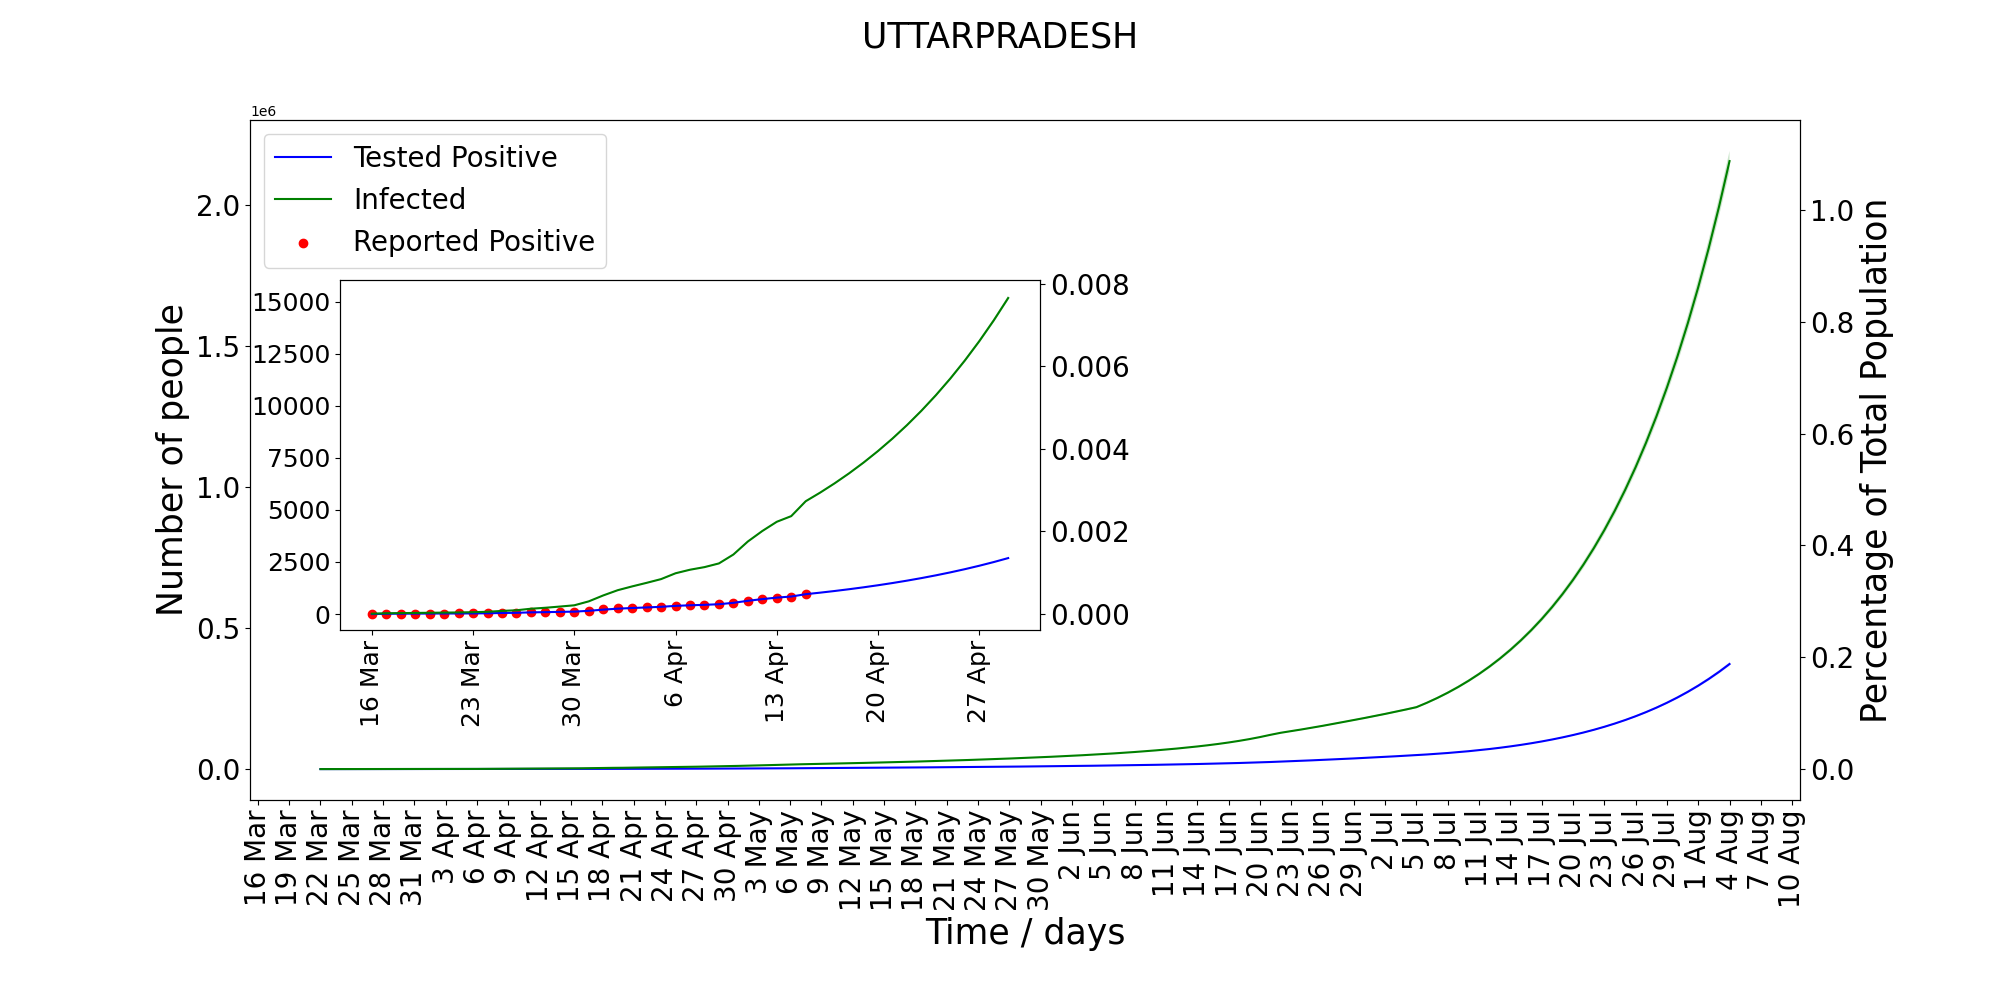 UTTARPRADESH
1e6
Tested Positive
Infected
Reported Positive
Number of people
2.0
1.5
1.0
0.5
0.0
15000
12500
10000
7500
5000
2500
0
0.008
0.006
0.004
0.002
0.000
16 Mar
23 Mar
30 Mar
6 Apr
13 Apr
20 Apr
27 Apr
1.0
0.8
0.6
0.4
0.2
0.0
Percentage of Total Population
16 Mar
19 Mar
22 Mar
25 Mar
28 Mar
31 Mar
3 Apr
6 Apr
9 Apr
12 Apr
15 Apr
18 Apr
21 Apr
24 Apr
27 Apr
30 Apr
3 May
6 May
9 May
12 May
15 May
18 May
21 May
24 May
27 May
30 May
2 Jun
5 Jun
8 Jun
11 Jun
14 Jun
17 Jun
20 Jun
23 Jun
26 Jun
29 Jun
2 Jul
5 Jul
8 Jul
11 Jul
14 Jul
17 Jul
20 Jul
23 Jul
26 Jul
29 Jul
1 Aug
4 Aug
7 Aug
10 Aug
Time / days